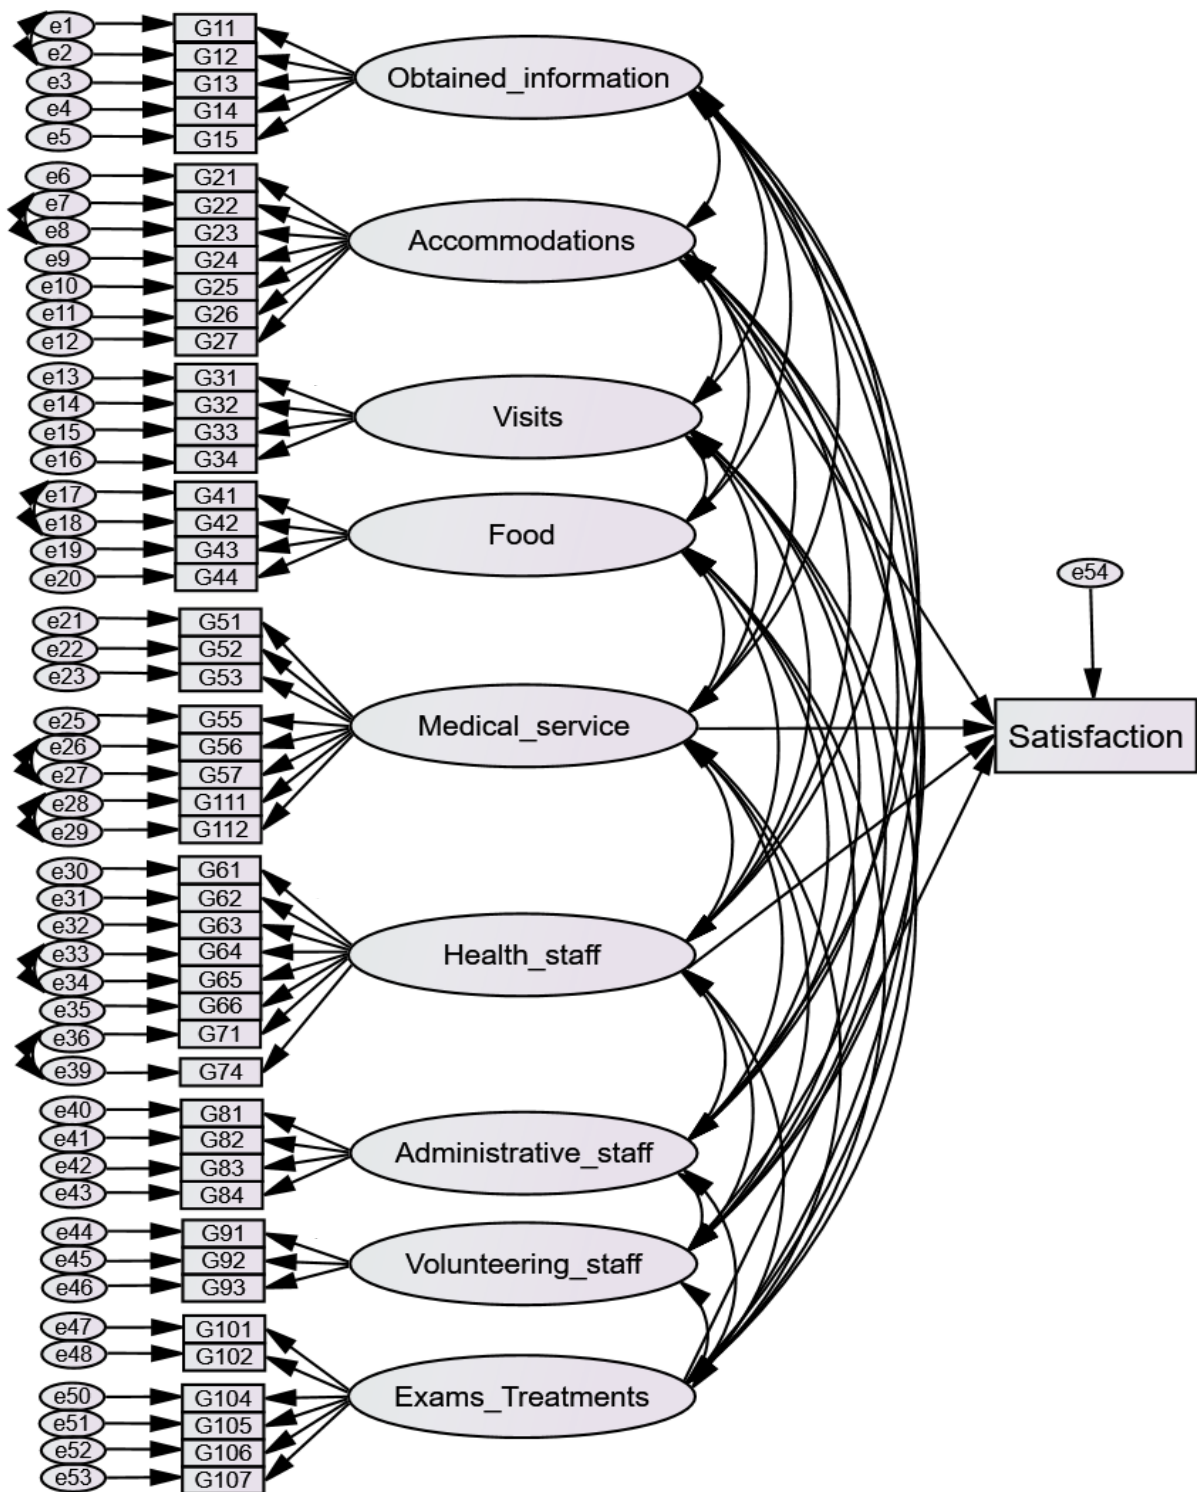 e1 G11
e2 G12
e3 G13
e4 G14
e5 G15
Obtained_information
e6 G21
e7 G22
e8 G23
e9 G24
e10 G25
e11 G26
e12 G27
Accommodations
e13 G31
e14 G32
e15 G33
e16 G34
Visits
e17 G41
e18 G42
e19 G43
e20 G44
Food
e54
Satisfaction
e21 G51
e22 G52
e23 G53
e25 G55
e26 G56
e27 G57
e28 G111
e29 G112
Medical_service
e30 G61
e31 G62
e32 G63
e33 G64
e34 G65
e35 G66
e36 G71
e39 G74
Health_staff
e40 G81
e41 G82
e42 G83
e43 G84
Administrative_staff
e44 G91
e45 G92
e46 G93
Volunteering_staff
e47 G101
e48 G102
e50 G104
e51 G105
e52 G106
e53 G107
Exams_Treatments